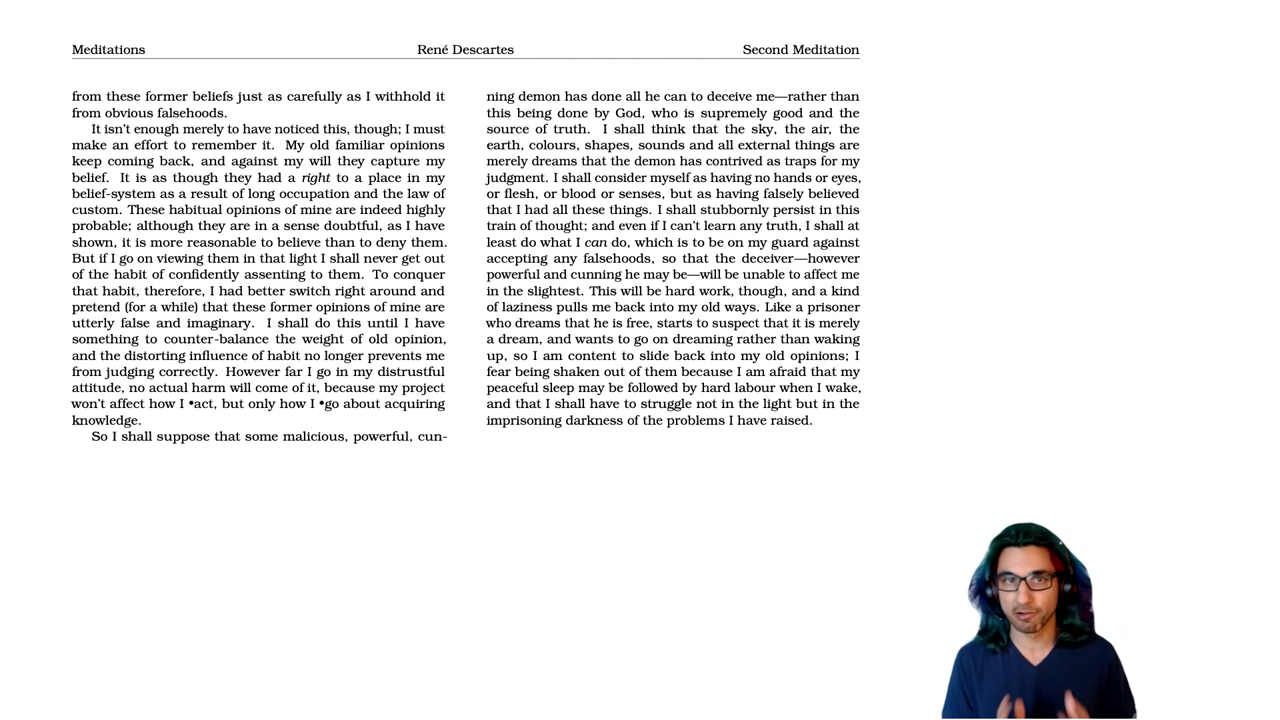 Meditations René Descartes Second Meditation
from these former beliefs just as carefully as I withhold it
from obvious falsehoods.
It isn't enough merely to have noticed this, though; I must
make an effort to remember it. My old familiar opinions
keep coming back, and against my will they capture my
belief. It is as though they had a right to a place in my
belief-system as a result of long occupation and the law of
custom. These habitual opinions of mine are indeed highly
probable; although they are in a sense doubtful, as I have
shown, it is more reasonable to believe than to deny them.
But if I go on viewing them in that light I shall never get out
of the habit of confidently assenting to them. To conquer
that habit, therefore, I had better switch right around and
pretend (for a while) that these former opinions of mine are
utterly false and imaginary. I shall do this until I have
something to counter-balance the weight of old opinion,
and the distorting influence of habit no longer prevents me
from judging correctly. However far I go in my distrustful
attitude, no actual harm will come of it, because my project
won't affect how I •act, but only how I •go about acquiring
knowledge.
So I shall suppose that some malicious, powerful, cun-
ning demon has done all he can to deceive me—rather than
this being done by God, who is supremely good and the
source of truth. I shall think that the sky, the air, the
earth, colours, shapes, sounds and all external things are
merely dreams that the demon has contrived as traps for my
judgment. I shall consider myself as having no hands or eyes,
or flesh, or blood or senses, but as having falsely believed
that I had all these things. I shall stubbornly persist in this
train of thought; and even if I can't learn any truth, I shall at
least do what I can do, which is to be on my guard against
accepting any falsehoods, so that the deceiver—however
powerful and cunning he may be—will be unable to affect me
in the slightest. This will be hard work, though, and a kind
of laziness pulls me back into my old ways. Like a prisoner
who dreams that he is free, starts to suspect that it is merely
a dream, and wants to go on dreaming rather than waking
up, so I am content to slide back into my old opinions; I
fear being shaken out of them because I am afraid that my
peaceful sleep may be followed by hard labour when I wake,
and that I shall have to struggle not in the light but in the
imprisoning darkness of the problems I have raised.